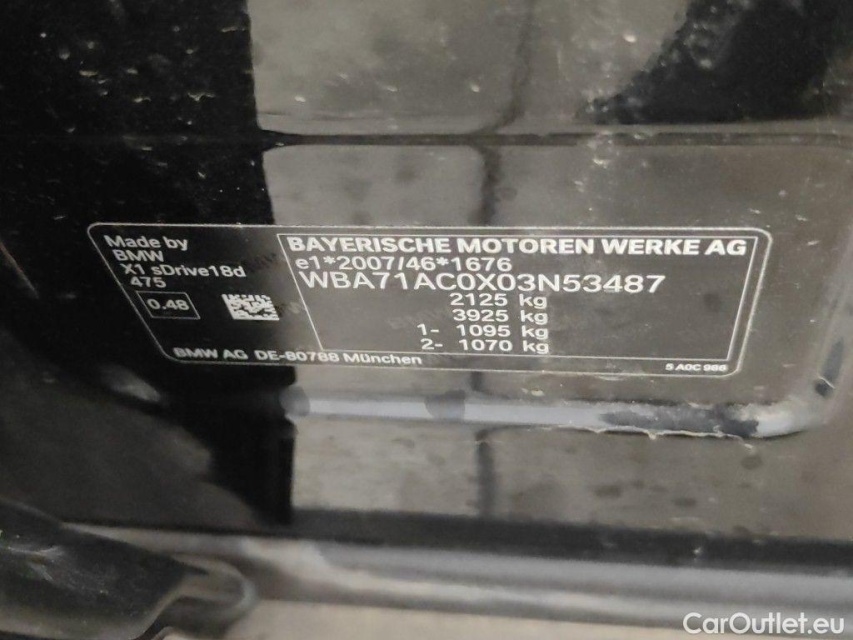 Made by
BMW
X1 sDrive18d
475
0.48
BAYERISCHE MOTOREN WERKE AG
e1*2007/46*1676
WBA71AC0X03N53487
2125 kg
3925 kg
1- 1095 kg
2- 1070 kg
BMW AG DE-80788 München
5 A0C 986
CarOutlet.eu